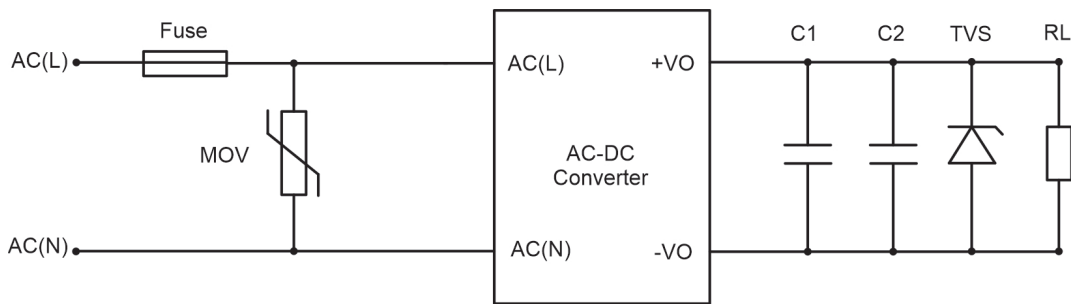 Fuse
AC(L)
MOV
AC(N)
AC(L)
+VO
AC-DC
Converter
AC(N)
-VO
C1
C2
TVS
RL